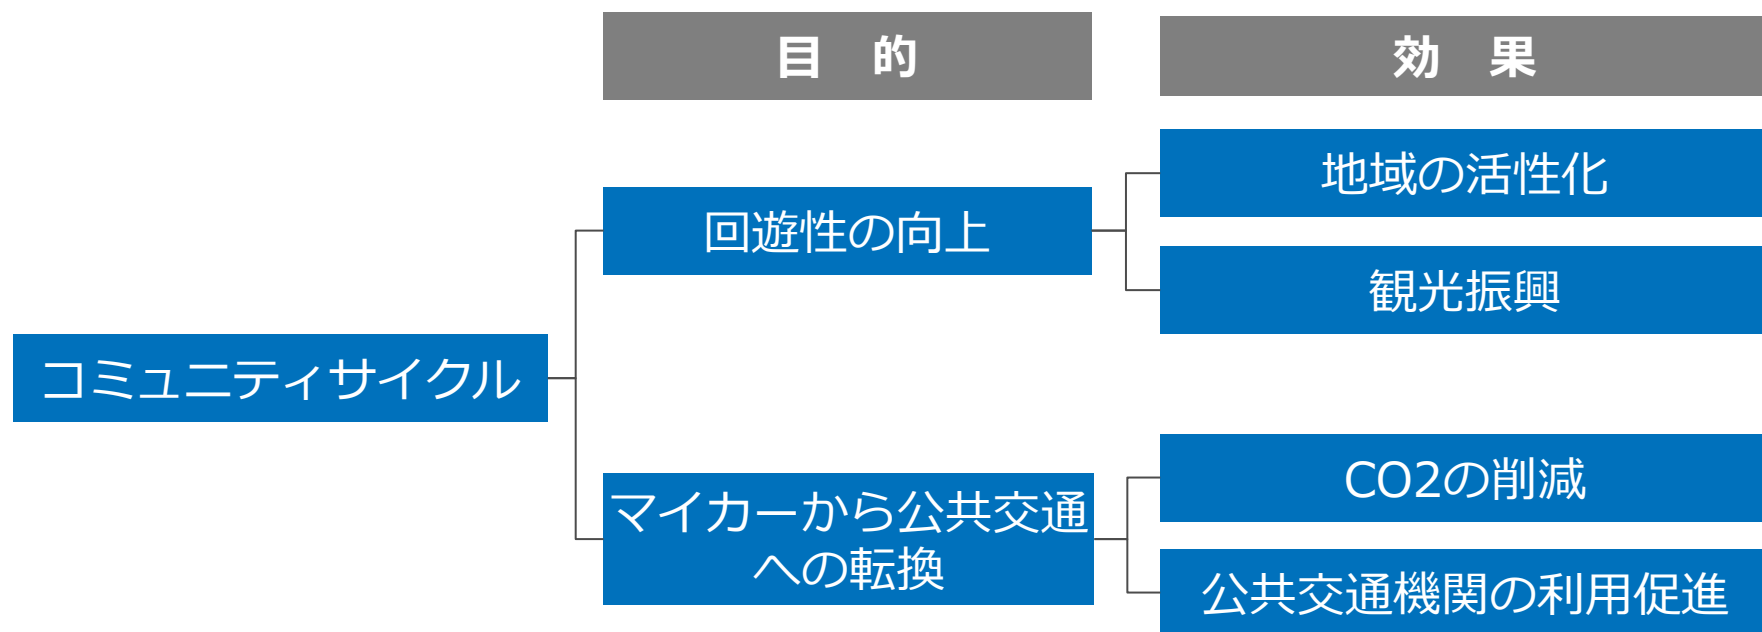 目　的
効　果
地域の活性化
回遊性の向上
観光振興
コミュニティサイクル
CO2の削減
マイカーから公共交通
への転換
公共交通機関の利用促進